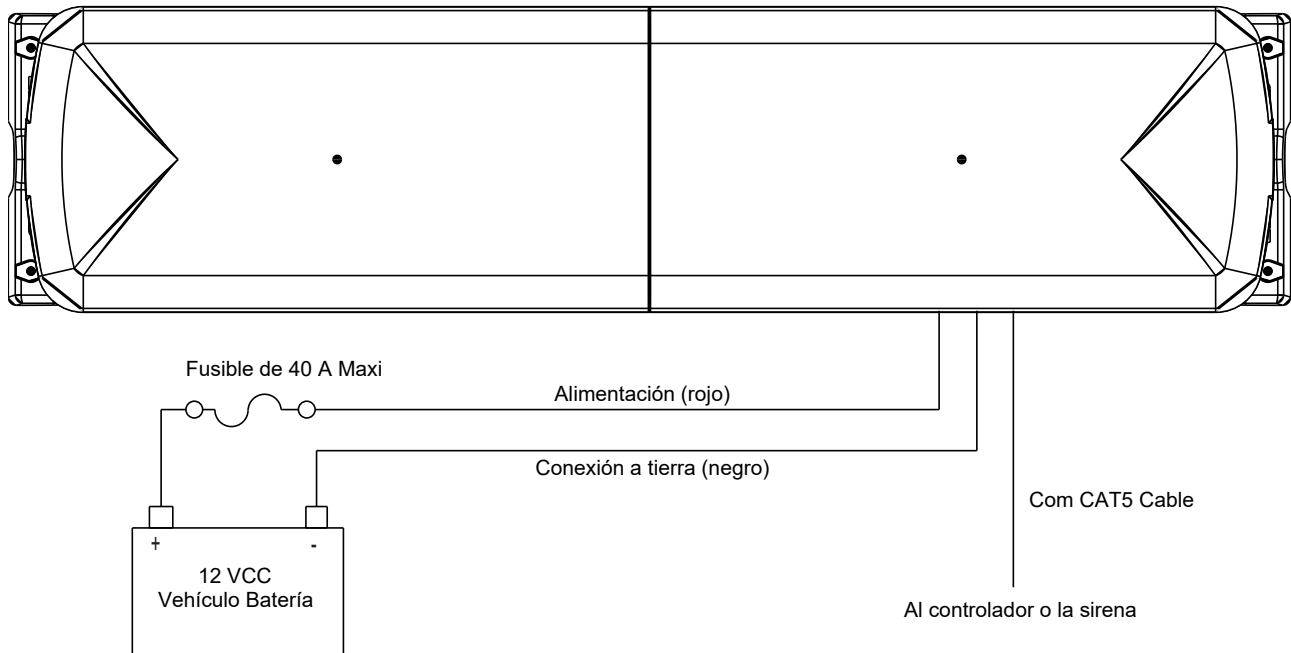 Fusible de 40 A Maxi
Alimentación (rojo)
Conexión a tierra (negro)
Com CAT5 Cable
+ -
12 VCC
Vehículo Batería
Al controlador o la sirena